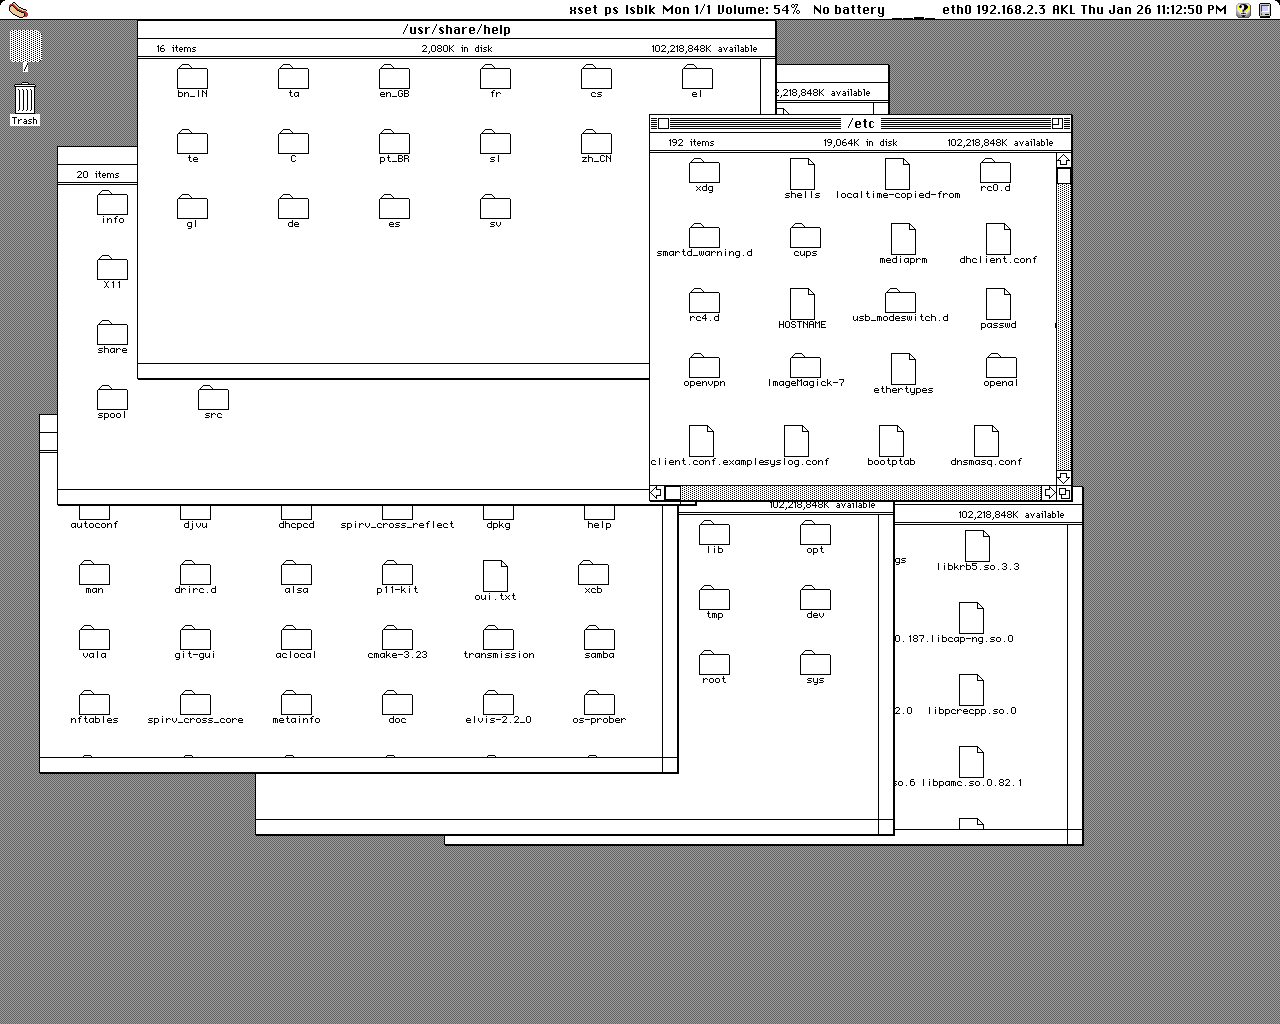 xset ps lsblk Mon 1/1 Volume: 54% No battery eth0 192.168.2.3 AKL Thu Jan 26 11:12:50 PM
Trash
/usr/share/help
16 items 2,080K in disk 102,218,848K available
bn_IN ta en_GB fr cs el
te C pt_BR sl zh_CN
gl de es sv
2,218,848K available
/etc
192 items 19,064K in disk 102,218,848K available
xdg shells localtime-copied-from rc0.d
smartd_warning.d cups mediaprm dhclient.conf
rc4.d HOSTNAME usb_modeswitch.d passwd
openvpn ImageMagick-7 ethertypes openal
client.conf.example syslog.conf bootptab dnsmasq.conf
20 items
info
X11
share
spool src
autoconf djvu dhcpcd spirv_cross_reflect dpkg help
man drirc.d alsa p11-kit oui.txt xcb
vala git-gui aclocal cmake-3.23 transmission samba
nftables spirv_cross_core metainfo doc elvis-2.2_0 os-prober
102,218,848K available
lib opt
tmp dev
root sys
102,218,848K available
gs libkrb5.so.3.3
0.187. libcap-ng.so.0
2.0 libpcrecpp.so.0
so.6 libpamc.so.0.82.1